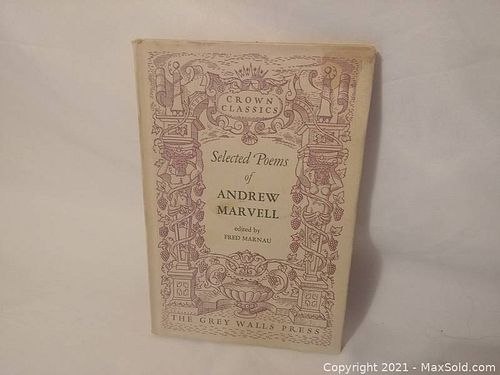 CROWN
CLASSICS
Selected Poems
of
ANDREW
MARVELL
edited by
FRED MARNAU
THE GREY WALLS PRESS
Copyright © 2021 - MaxSold.com